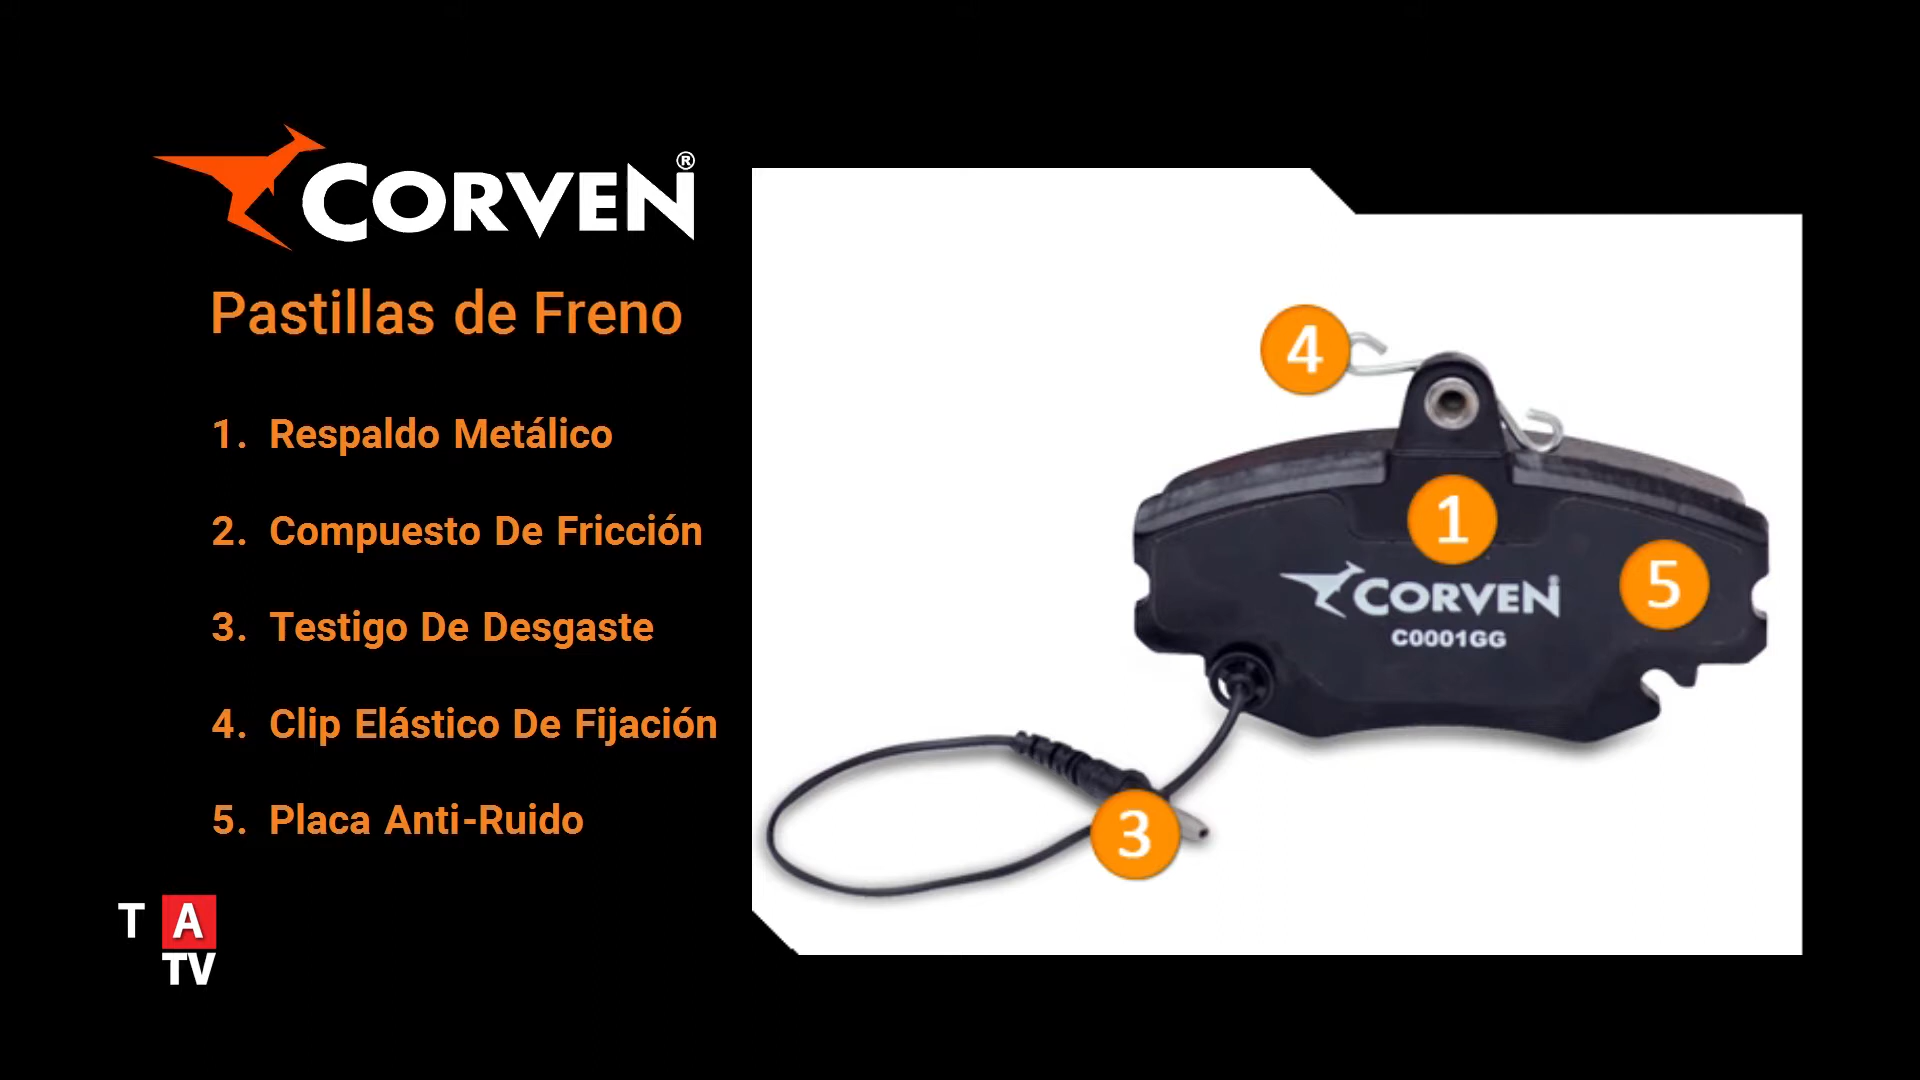 CORVEN®
Pastillas de Freno
1. Respaldo Metálico
2. Compuesto De Fricción
3. Testigo De Desgaste
4. Clip Elástico De Fijación
5. Placa Anti-Ruido
T A
TV
4
1
5
CORVEN
C0001GG
3